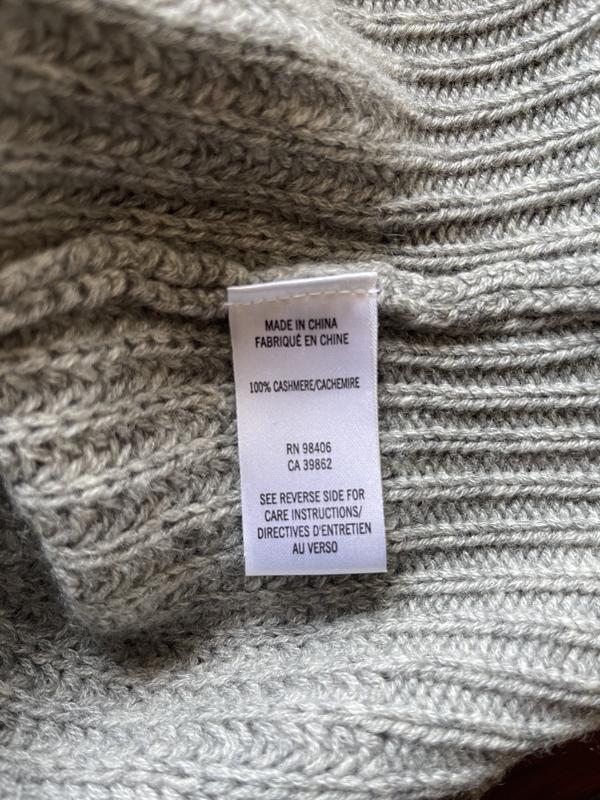 MADE IN CHINA
FABRIQUÉ EN CHINE
100% CASHMERE/CACHEMIRE
RN 98406
CA 39862
SEE REVERSE SIDE FOR
CARE INSTRUCTIONS/
DIRECTIVES D'ENTRETIEN
AU VERSO